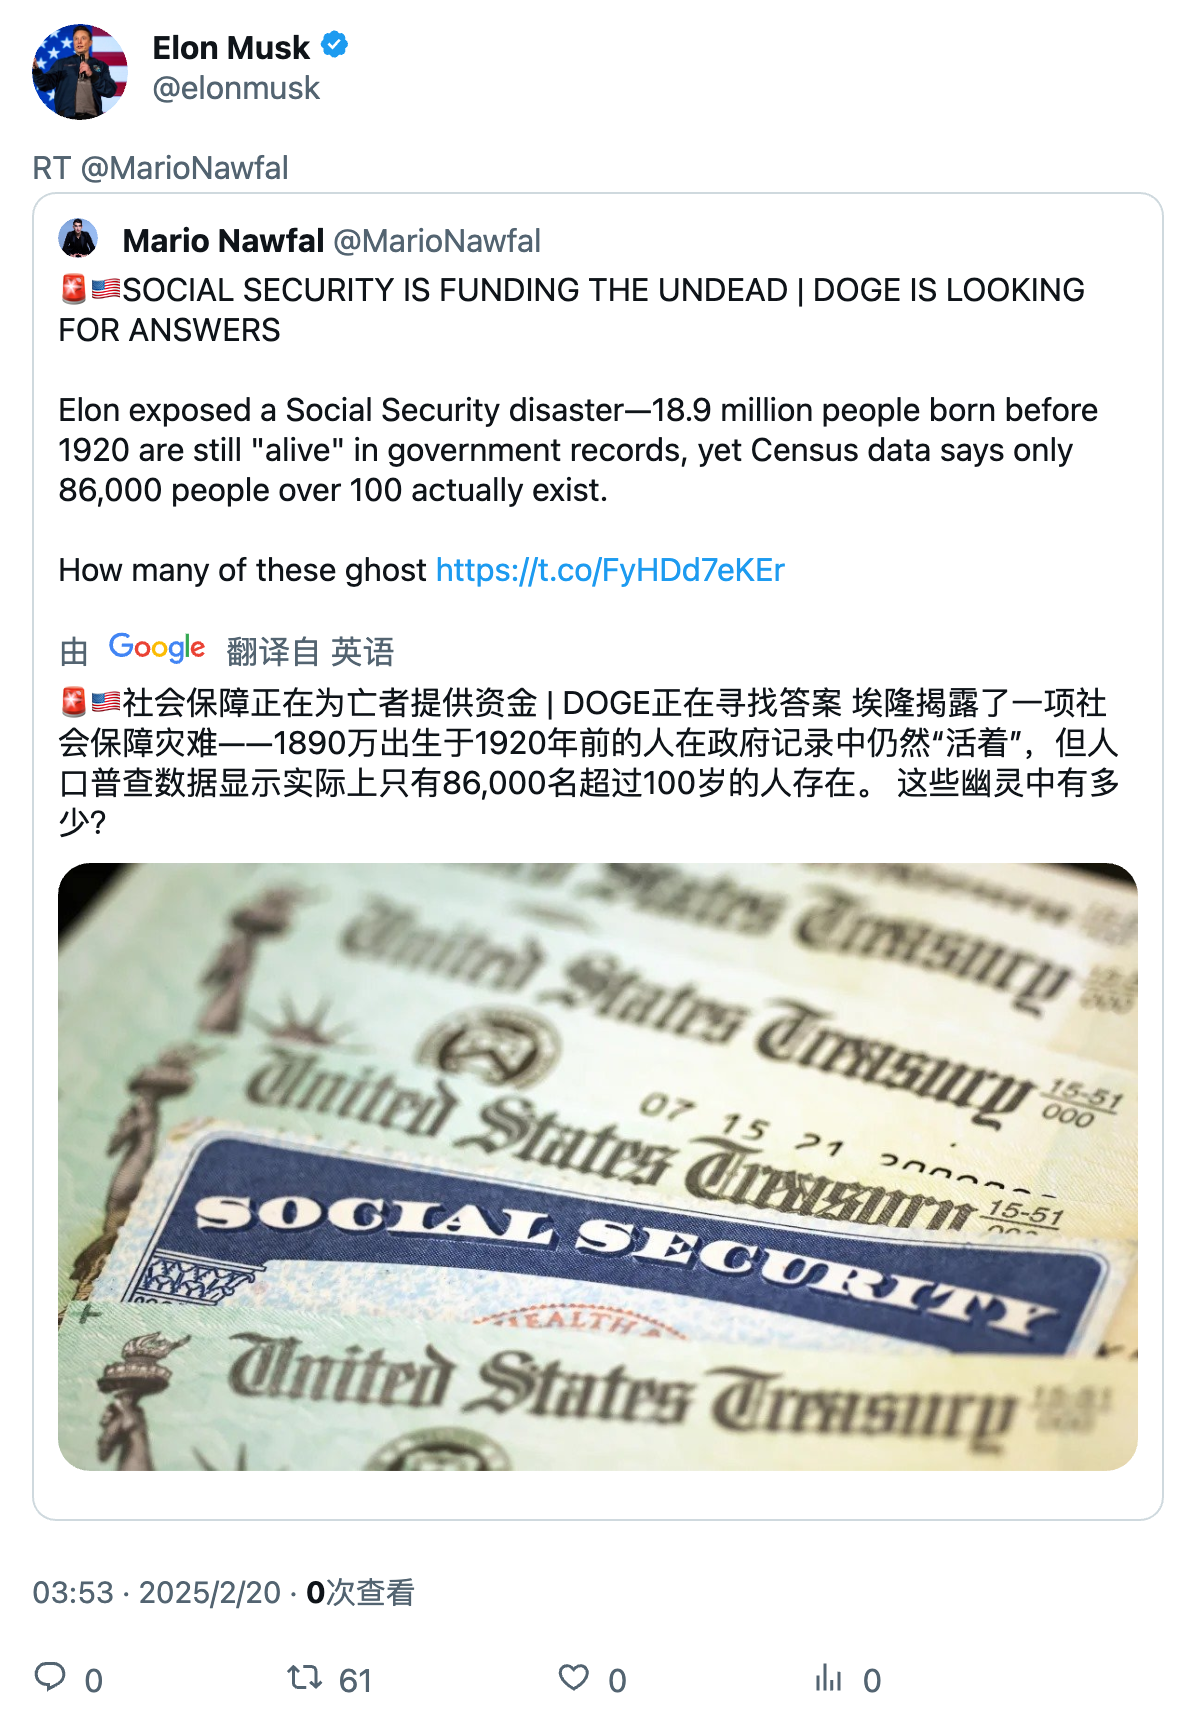 Elon Musk
@elonmusk
RT @MarioNawfal
Mario Nawfal @MarioNawfal
🚨🇺🇸SOCIAL SECURITY IS FUNDING THE UNDEAD | DOGE IS LOOKING
FOR ANSWERS
Elon exposed a Social Security disaster—18.9 million people born before
1920 are still "alive" in government records, yet Census data says only
86,000 people over 100 actually exist.
How many of these ghost https://t.co/FyHDd7eKEr
由 Google 翻译自 英语
🚨🇺🇸社会保障正在为亡者提供资金 | DOGE正在寻找答案 埃隆揭露了一项社
会保障灾难——1890万出生于1920年前的人在政府记录中仍然“活着”，但人
口普查数据显示实际上只有86,000名超过100岁的人存在。 这些幽灵中有多
少?
States Treasury
United States Treasury 15-51
000
07 15 21
United States Treasury 15-51
SOCIAL SECURITY
HEALTH
United States Treasury 15-51
000
03:53 · 2025/2/20 · 0次查看
0 61 0 0